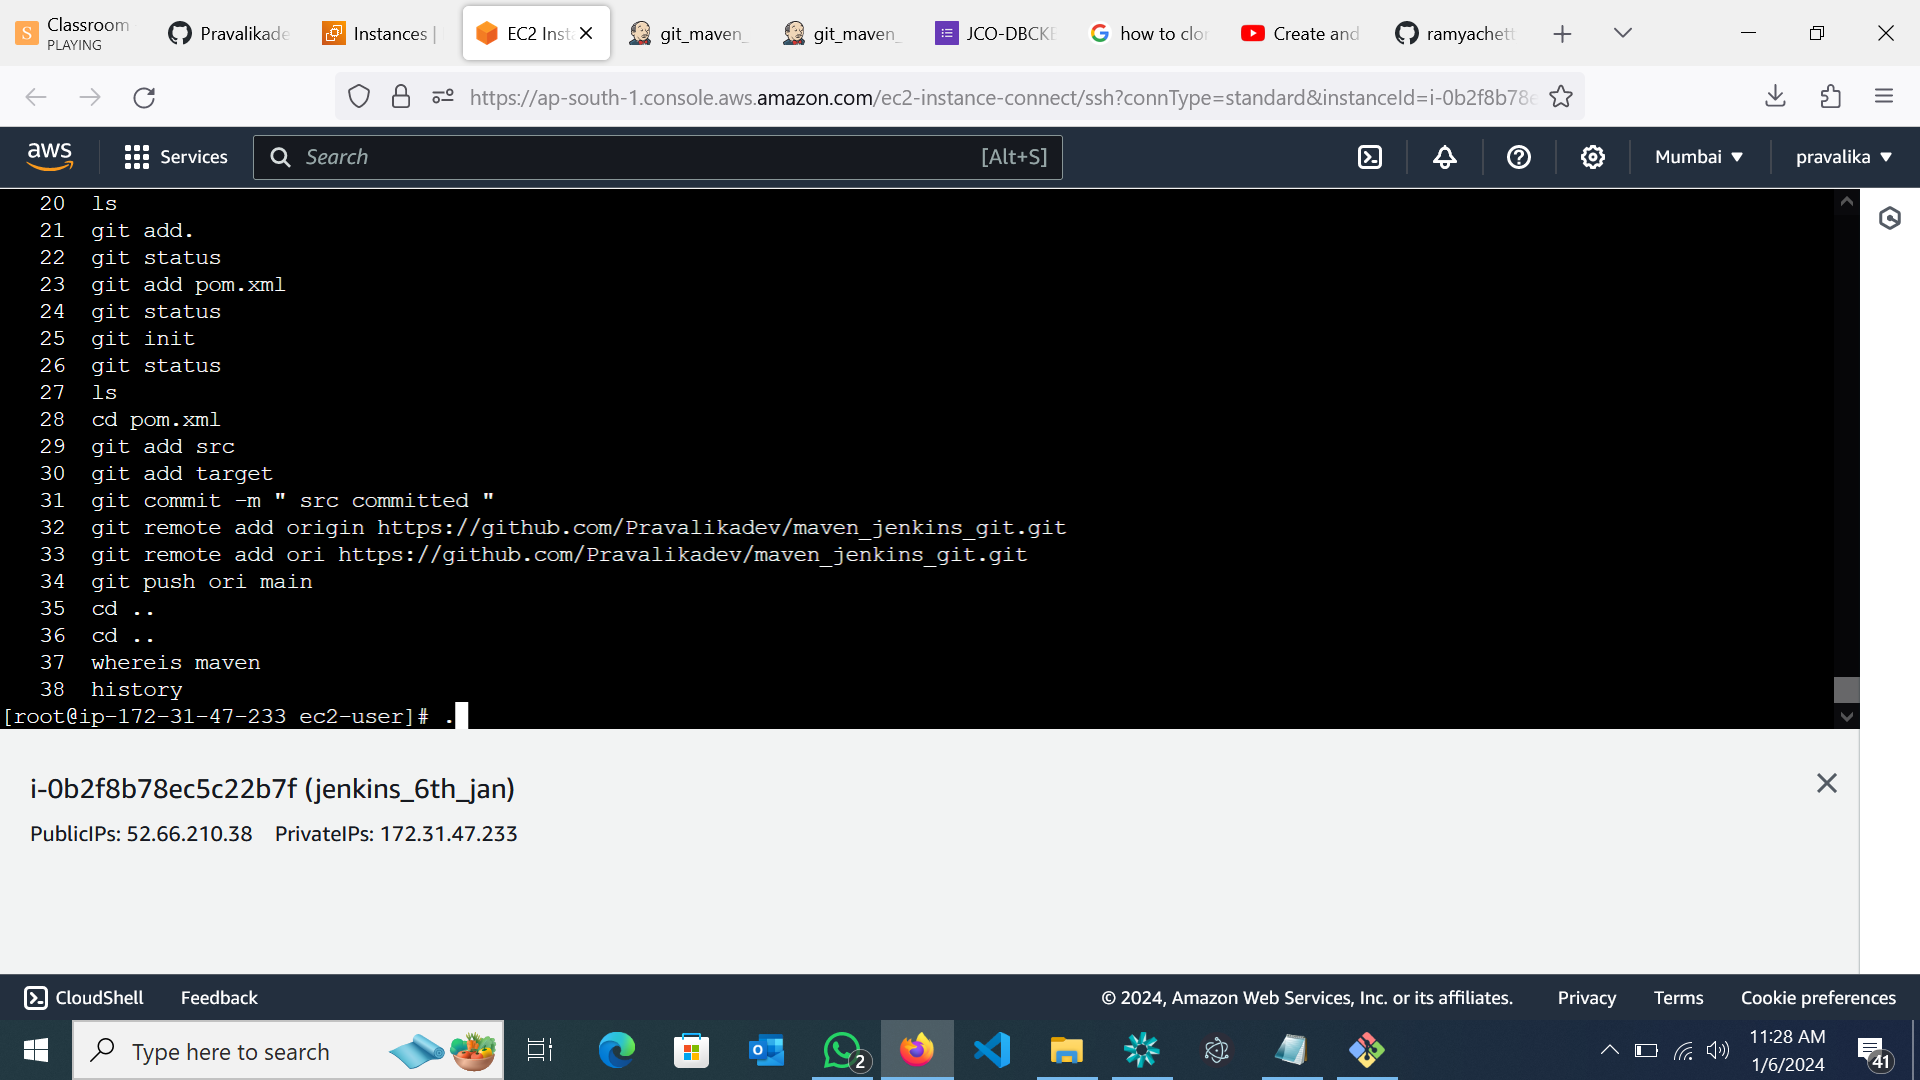 Classroom
PLAYING
Pravalikade
Instances |
EC2 Inst
git_maven_
git_maven_
JCO-DBCKE
how to clo
Create and
ramyachett
https://ap-south-1.console.aws.amazon.com/ec2-instance-connect/ssh?connType=standard&instanceId=i-0b2f8b78e
aws
Services
Search
[Alt+S]
Mumbai
pravalika
20 ls
21 git add.
22 git status
23 git add pom.xml
24 git status
25 git init
26 git status
27 ls
28 cd pom.xml
29 git add src
30 git add target
31 git commit -m " src committed "
32 git remote add origin https://github.com/Pravalikadev/maven_jenkins_git.git
33 git remote add ori https://github.com/Pravalikadev/maven_jenkins_git.git
34 git push ori main
35 cd ..
36 cd ..
37 whereis maven
38 history
[root@ip-172-31-47-233 ec2-user]# .
i-0b2f8b78ec5c22b7f (jenkins_6th_jan)
PublicIPs: 52.66.210.38 PrivateIPs: 172.31.47.233
CloudShell
Feedback
© 2024, Amazon Web Services, Inc. or its affiliates.
Privacy
Terms
Cookie preferences
Type here to search
2
11:28 AM
1/6/2024
41